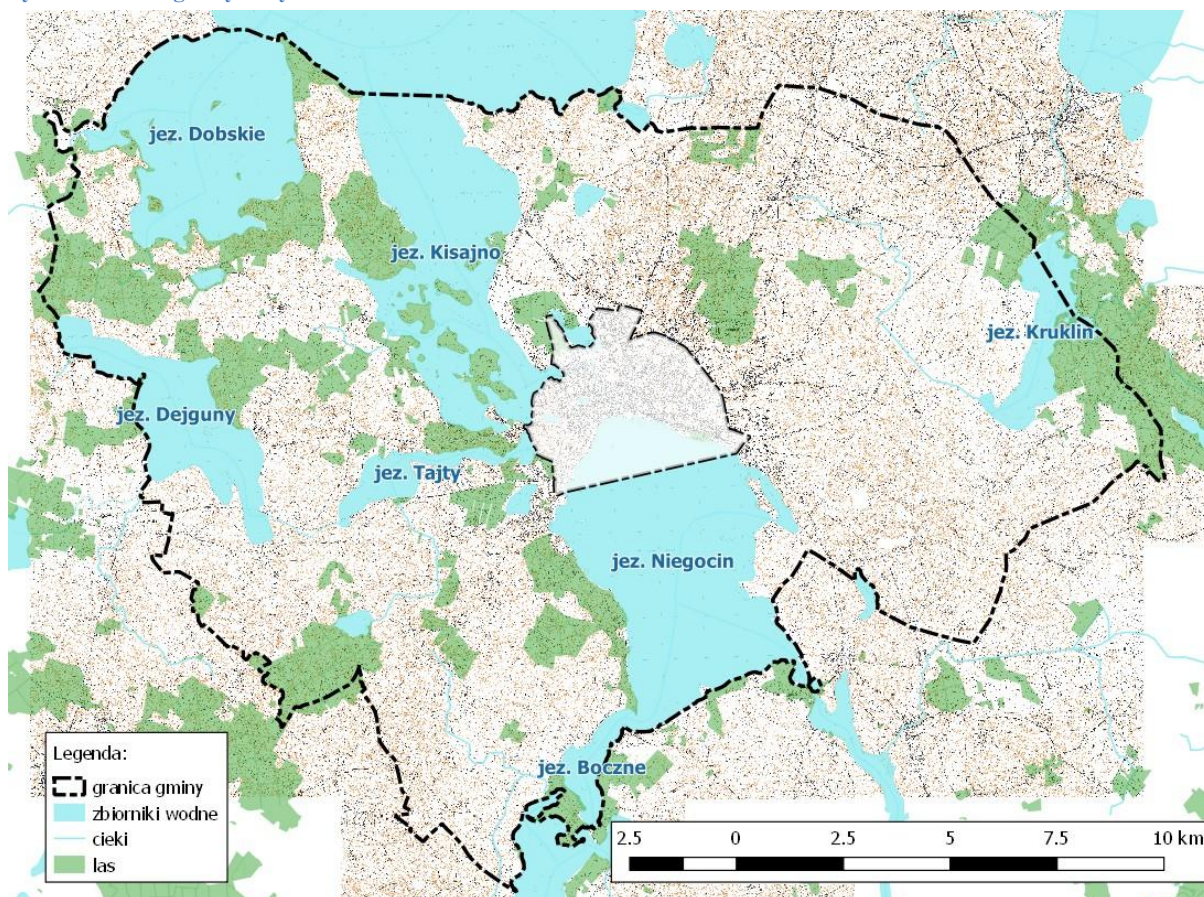 jez. Dobskie
jez. Kisajno
jez. Kruklin
jez. Dejguny
jez. Tajty
jez. Niegocin
jez. Boczne
Legenda:
granica gminy
zbiorniki wodne
cieki
las
2.5 0 2.5 5 7.5 10 km